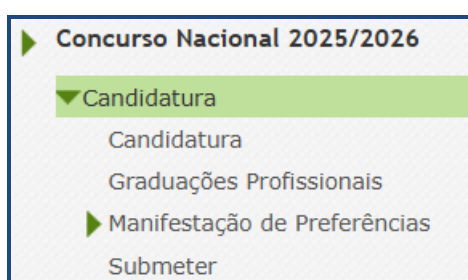 Concurso Nacional 2025/2026
Candidatura
Candidatura
Graduações Profissionais
Manifestação de Preferências
Submeter